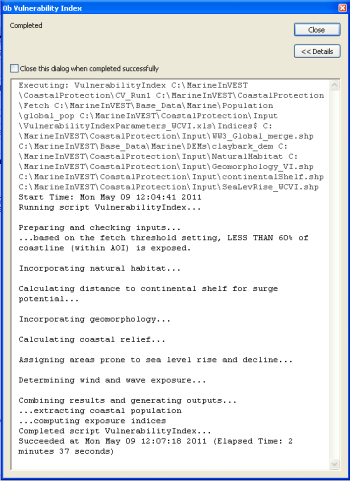 0b Vulnerability Index
Completed
Close
<< Details
Close this dialog when completed successfully
Executing: VulnerabilityIndex C:\MarineInVEST
\CoastalProtection\CV_Run1 C:\MarineInVEST\CoastalProtection
\Fetch C:\MarineInVEST\Base_Data\Marine\Population
\global_pop C:\MarineInVEST\CoastalProtection\Input
\VulnerabilityIndexParameters_WCVI.xls\Indices$ C:
\MarineInVEST\CoastalProtection\Input\WW3_Global_merge.shp
C:\MarineInVEST\Base_Data\Marine\DEMs\claybark_dem C:
\MarineInVEST\CoastalProtection\Input\NaturalHabitat C:
\MarineInVEST\CoastalProtection\Input\Geomorphology_VI.shp
C:\MarineInVEST\CoastalProtection\Input\continentalShelf.shp
C:\MarineInVEST\CoastalProtection\Input\SeaLevRise_WCVI.shp
Start Time: Mon May 09 12:04:41 2011
Running script VulnerabilityIndex...
Preparing and checking inputs...
...based on the fetch threshold setting, LESS THAN 60% of
coastline (within AOI) is exposed.
Incorporating natural habitat...
Calculating distance to continental shelf for surge
potential...
Incorporating geomorphology...
Calculating coastal relief...
Assigning areas prone to sea level rise and decline...
Determining wind and wave exposure...
Combining results and generating outputs...
...extracting coastal population
...computing exposure indices
Completed script VulnerabilityIndex...
Succeeded at Mon May 09 12:07:18 2011 (Elapsed Time: 2
minutes 37 seconds)